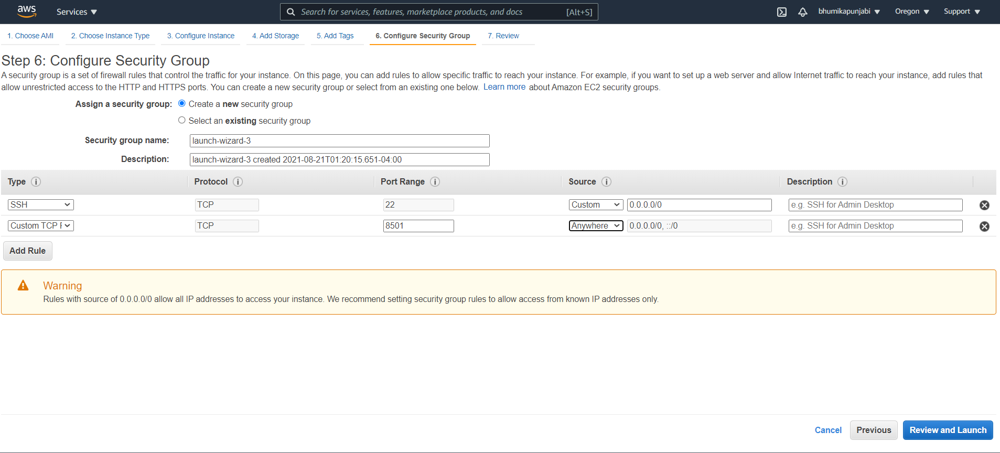 aws Services Search for services, features, marketplace products, and docs [Alt+S] bhumikapunjabi Oregon Support
1. Choose AMI 2. Choose Instance Type 3. Configure Instance 4. Add Storage 5. Add Tags 6. Configure Security Group 7. Review
Step 6: Configure Security Group
A security group is a set of firewall rules that control the traffic for your instance. On this page, you can add rules to allow specific traffic to reach your instance. For example, if you want to set up a web server and allow Internet traffic to reach your instance, add rules that
allow unrestricted access to the HTTP and HTTPS ports. You can create a new security group or select from an existing one below. Learn more about Amazon EC2 security groups.
Assign a security group: Create a new security group
Select an existing security group
Security group name: launch-wizard-3
Description: launch-wizard-3 created 2021-08-21T01:20:15.651-04:00
Type Protocol Port Range Source Description
SSH TCP 22 Custom 0.0.0.0/0 e.g. SSH for Admin Desktop
Custom TCP TCP 8501 Anywhere 0.0.0.0/0, ::/0 e.g. SSH for Admin Desktop
Add Rule
Warning
Rules with source of 0.0.0.0/0 allow all IP addresses to access your instance. We recommend setting security group rules to allow access from known IP addresses only.
Cancel Previous Review and Launch